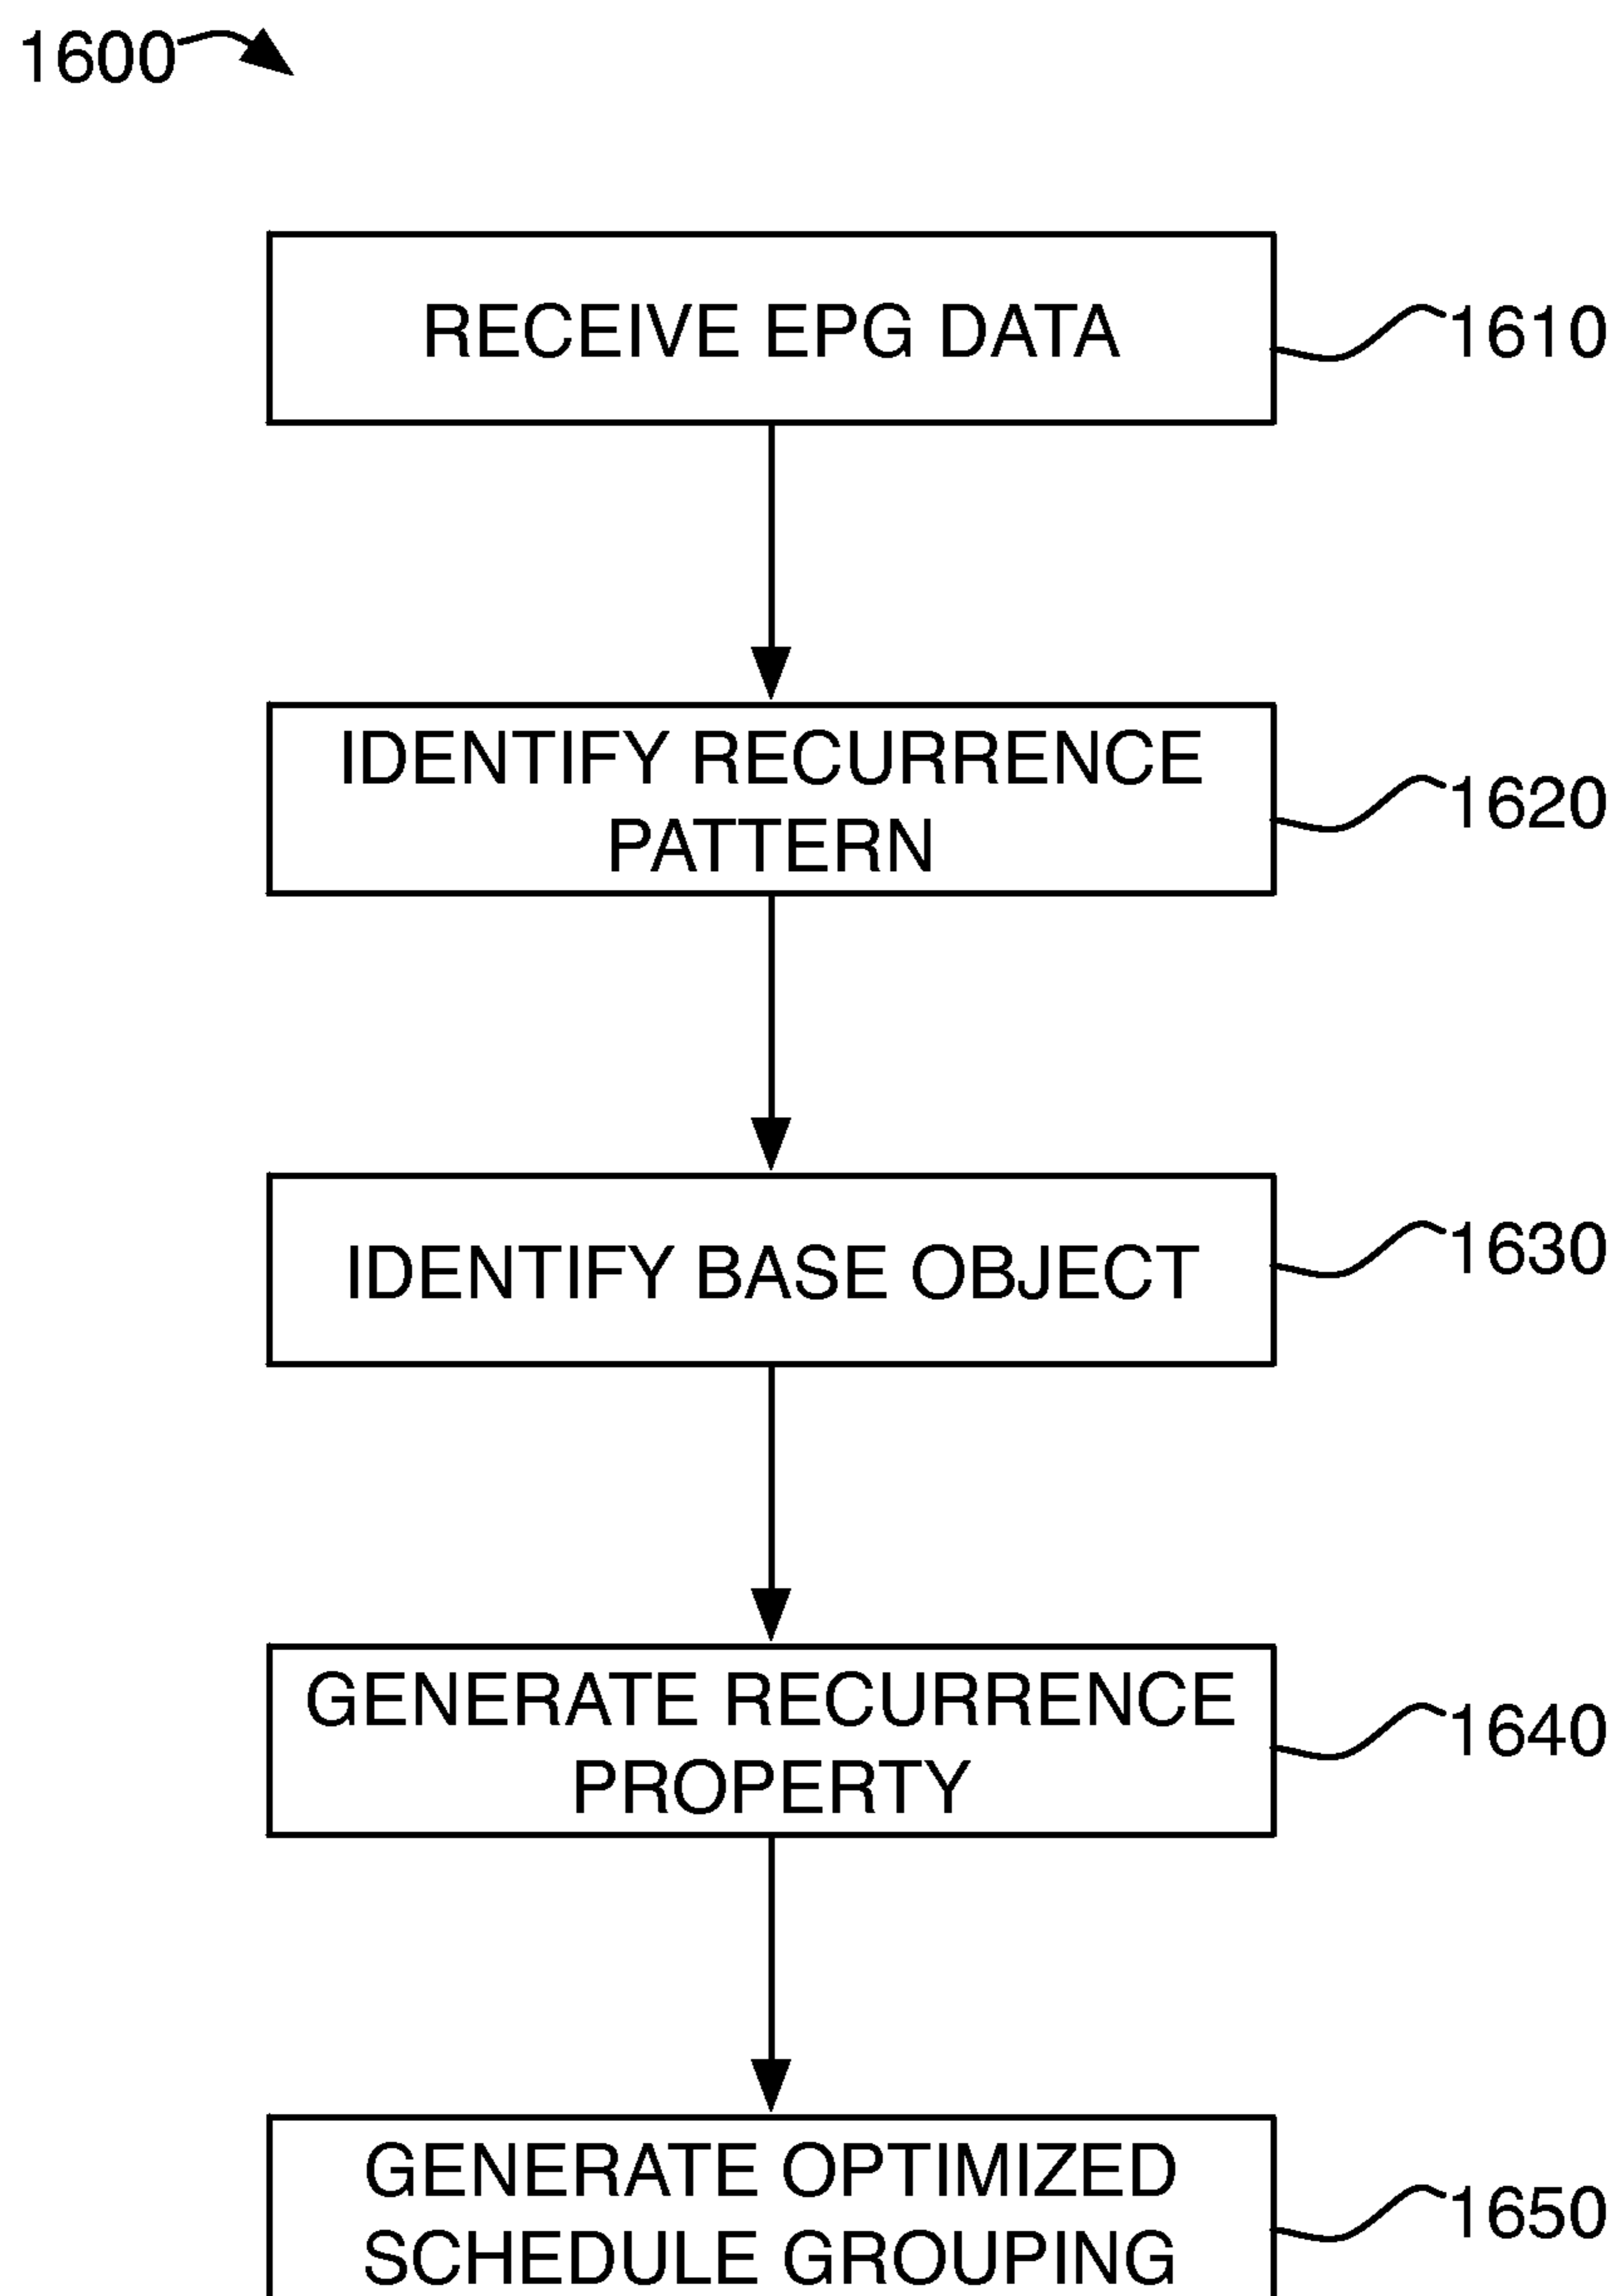 1600
RECEIVE EPG DATA
1610
IDENTIFY RECURRENCE
PATTERN
1620
IDENTIFY BASE OBJECT
1630
GENERATE RECURRENCE
PROPERTY
1640
GENERATE OPTIMIZED
SCHEDULE GROUPING
1650